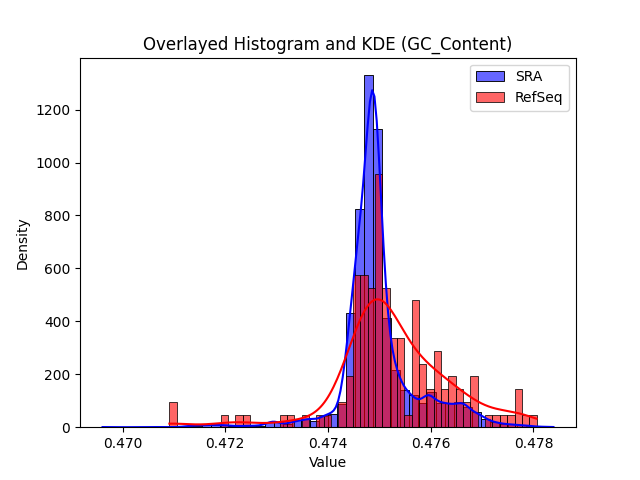 Overlayed Histogram and KDE (GC_Content)
SRA
RefSeq
1200
1000
800
600
400
200
0
Density
0.470
0.472
0.474
0.476
0.478
Value